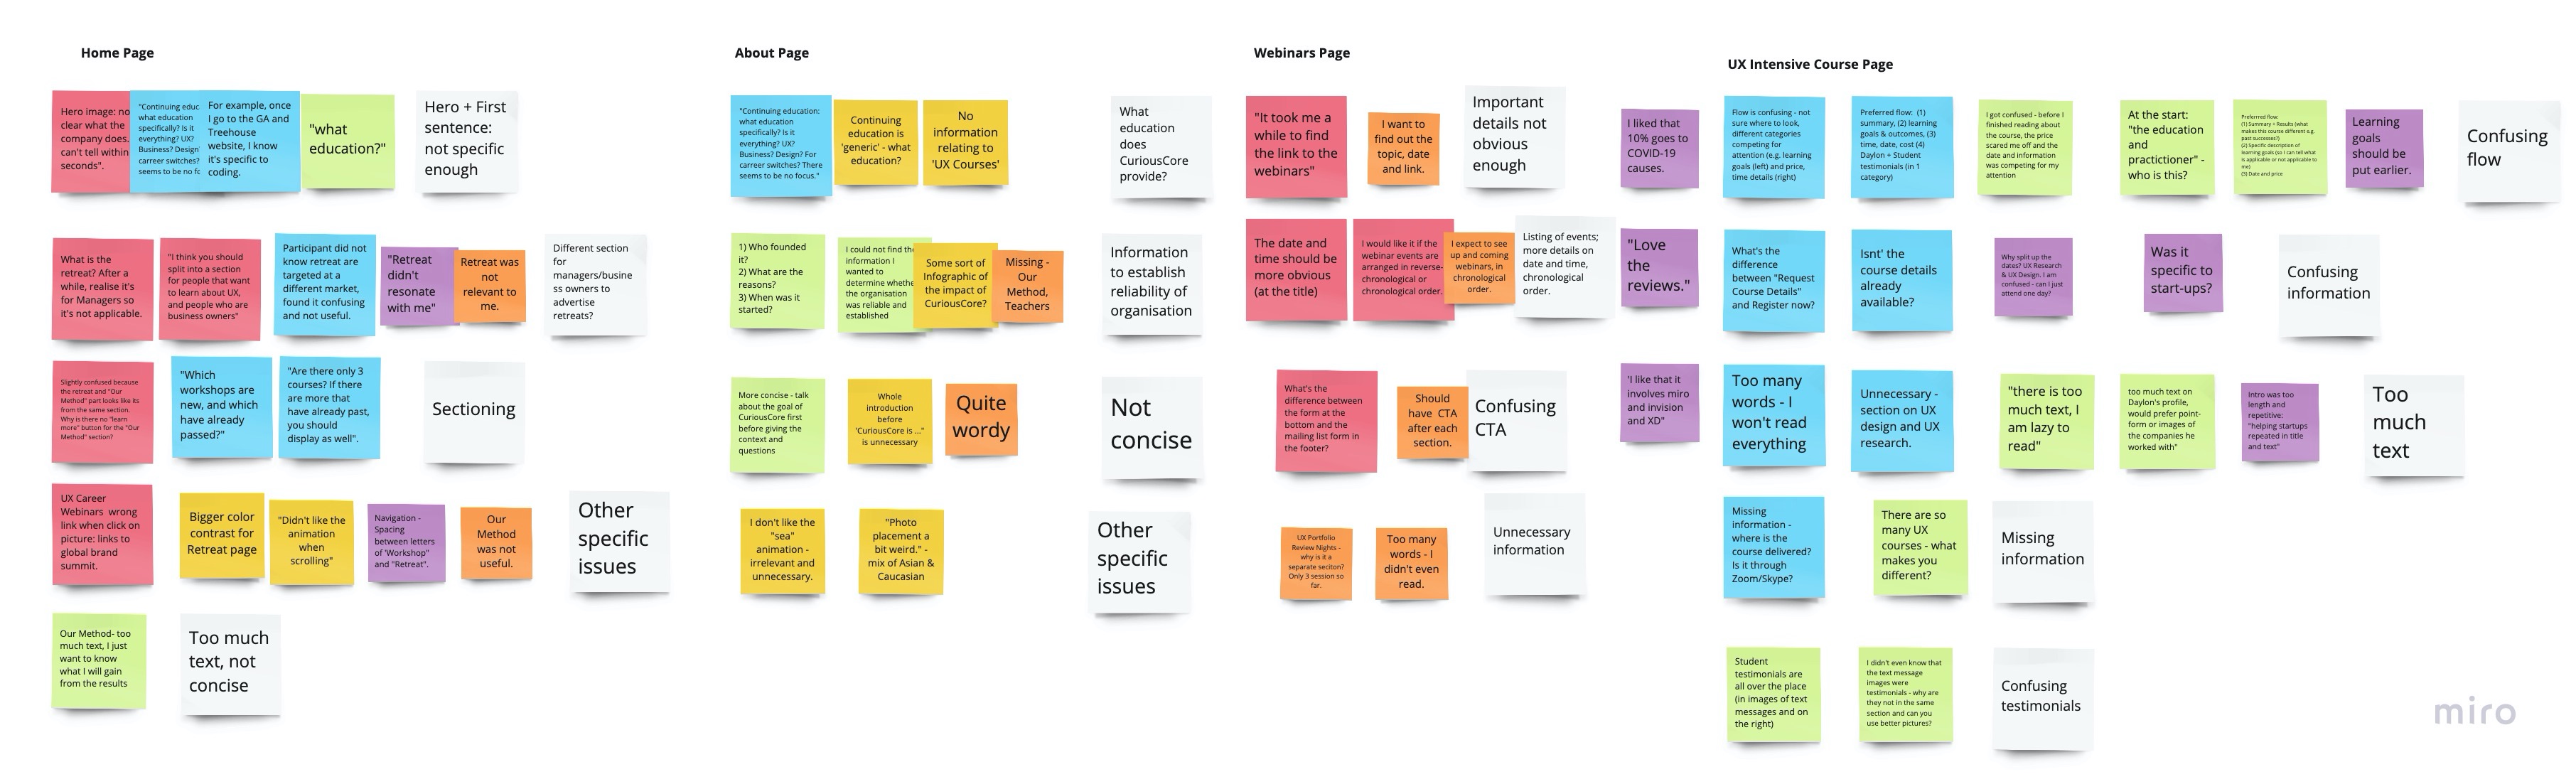 Home Page
Hero image: no
clear what the
company does.
can't tell within
seconds".
"Continuing educ
what education
specifically? Is it
everything? UX?
Business? Design
carreer switches?
seems to be no fo
For example, once
I go to the GA and
Treehouse
website, I know
it's specific to
coding.
"what
education?"
Hero + First
sentence:
not specific
enough
What is the
retreat? After a
while, realise it's
for Managers so
it's not applicable.
"I think you should
split into a section
for people that want
to learn about UX,
and people who are
business owners"
Participant did not
know retreat are
targeted at a
different market,
found it confusing
and not useful.
"Retreat
didn't
resonate
with me"
Retreat was
not
relevant to
me.
Different section
for
managers/busine
ss owners to
advertise
retreats?
Slightly confused because
the retreat and "Our
Method" part looks like its
from the same section.
Why is there no "learn
more" button for the "Our
Method" section?
"Which
workshops are
new, and which
have already
passed?"
"Are there only 3
courses? If there
are more that
have already past,
you should
display as well".
Sectioning
UX Career
Webinars wrong
link when click on
picture: links to
global brand
summit.
Bigger color
contrast for
Retreat page
"Didn't like the
animation
when
scrolling"
Navigation -
Spacing
between letters
of 'Workshop"
and "Retreat".
Our
Method
was not
useful.
Other
specific
issues
Our Method- too
much text, I just
want to know
what I will gain
from the results
Too much
text, not
concise
About Page
"Continuing education:
what education
specifically? Is it
everything? UX?
Business? Design? For
carreer switches? There
seems to be no focus."
Continuing
education is
'generic' - what
education?
No
information
relating to
'UX Courses'
What
education
does
CuriousCore
provide?
1) Who founded
it?
2) What are the
reasons?
3) When was it
started?
I could not find the
information I
wanted to
determine whethe
the organisation
was reliable and
established
Some sort of
Infographic of
the impact of
CuriousCore?
Missing -
Our
Method,
Teachers
Information
to establish
reliability of
organisation
More concise - talk
about the goal of
CuriousCore first
before giving the
context and
questions
Whole
introduction
before
'CuriousCore is ..."
is unnecessary
Quite
wordy
Not
concise
I don't like the
"sea"
animation -
irrelevant and
unnecessary.
"Photo
placement a
bit weird." -
mix of Asian &
Caucasian
Other
specific
issues
Webinars Page
"It took me a
while to find
the link to the
webinars"
I want to
find out the
topic, date
and link.
Important
details not
obvious
enough
I liked that
10% goes to
COVID-19
causes.
The date and
time should be
more obvious
(at the title)
I would like it if the
webinar events are
arranged in reverse-
chronological or
chronological order.
I expect to see
up and coming
webinars, in
chronological
order.
Listing of events;
more details on
date and time,
chronological
order.
"Love
the
reviews."
What's the
difference
between the
form at the
bottom and the
mailing list form in
the footer?
Should
have CTA
after each
section.
Confusing
CTA
'I like that it
involves miro
and invision
and XD"
UX Portfolio
Review Nights -
why is it a
separate seciton?
Only 3 session so
far.
Too many
words - I
didn't even
read.
Unnecessary
information
UX Intensive Course Page
Flow is confusing - not
sure where to look,
different categories
competing for
attention (e.g. learning
goals (left) and price,
time details (right)
Preferred flow: (1)
summary, (2) learning
goals & outcomes, (3)
time, date, cost (4)
Daylon + Student
testimonials (in 1
category)
I got confused - before I
finished reading about
the course, the price
scared me off and the
date and information
was competing for my
attention
At the start:
"the education
and
practictioner" -
who is this?
Preferrred flow:
(1) Summary + Results (what
makes this course different e.g.
past successes?)
(2) Specific description of
learning goals (so I can tell what
is applicable or not applicable to
me)
(3) Date and price
Learning
goals
should be
put earlier.
Confusing
flow
What's the
difference
between "Request
Course Details"
and Register now?
Isnt' the
course details
already
available?
Why split up the
dates? UX Research
& UX Design. I am
confused - can I just
attend one day?
Was it
specific to
start-ups?
Confusing
information
Too many
words - I
won't read
everything
Unnecessary -
section on UX
design and UX
research.
"there is too
much text, I
am lazy to
read"
too much text on
Daylon's profile,
would prefer point-
form or images of
the companies he
worked with"
Intro was too
length and
repetitive:
"helping startups
repeated in title
and text"
Too
much
text
Missing
information -
where is the
course delivered?
Is it through
Zoom/Skype?
There are so
many UX
courses - what
makes you
different?
Missing
information
Student
testimonials are
all over the place
(in images of text
messages and on
the right)
I didn't even know that
the text message
images were
testimonials - why are
they not in the same
section and can you
use better pictures?
Confusing
testimonials
miro